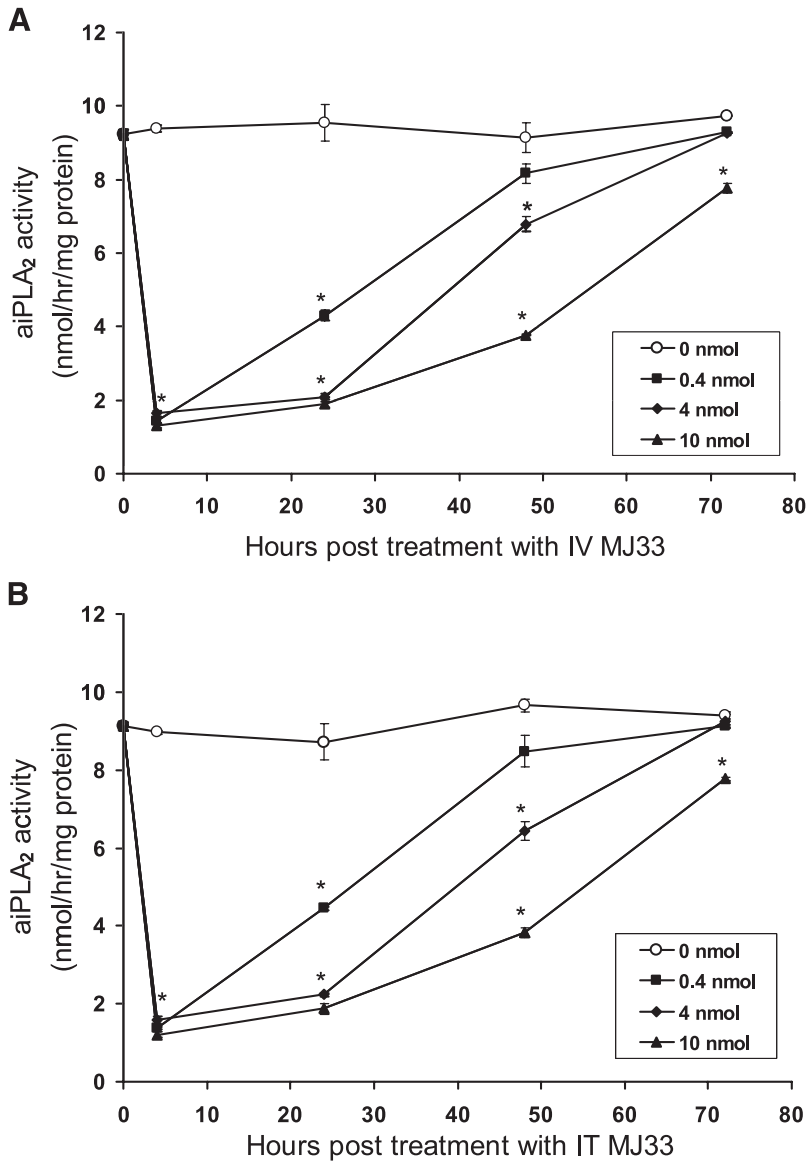 A
12
10
8
6
4
2
0
aiPLA₂ activity
(nmol/hr/mg protein)
*
*
*
*
*
*
0 nmol
0.4 nmol
4 nmol
10 nmol
0 10 20 30 40 50 60 70 80
Hours post treatment with IV MJ33
B
12
10
8
6
4
2
0
aiPLA₂ activity
(nmol/hr/mg protein)
*
*
*
*
*
*
0 nmol
0.4 nmol
4 nmol
10 nmol
0 10 20 30 40 50 60 70 80
Hours post treatment with IT MJ33